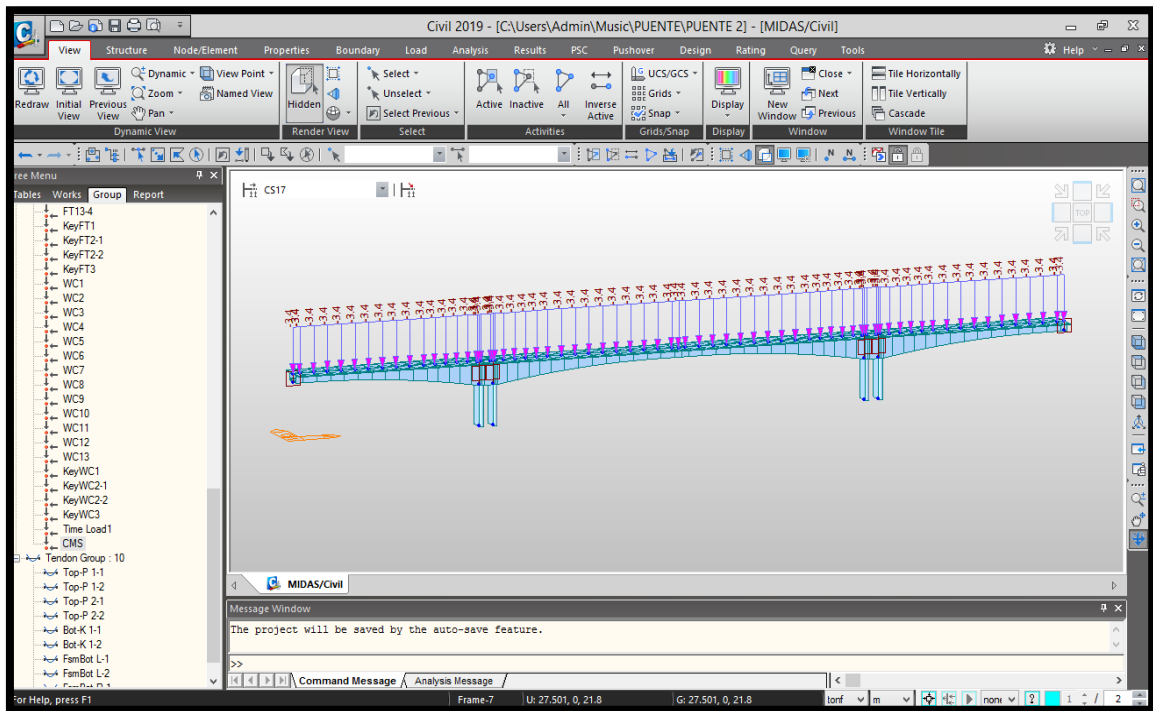 Civil 2019 - [C:\Users\Admin\Music\PUENTE\PUENTE 2] - [MIDAS/Civil]
View Structure Node/Element Properties Boundary Load Analysis Results PSC Pushover Design Rating Query Tools Help
Redraw Initial View Previous View Dynamic Zoom Pan View Point Named View Hidden Select Unselect Select Previous Active Inactive All Inverse Active UCS/GCS Grids Snap Display New Window Close Next Previous Tile Horizontally Tile Vertically Cascade
Dynamic View Render View Select Activities Grids/Snap Display Window Window Tile
ree Menu
Tables Works Group Report
CS17
TOP
FT13-4
KeyFT1
KeyFT2-1
KeyFT2-2
KeyFT3
WC1
WC2
WC3
WC4
WC5
WC6
WC7
WC8
WC9
WC10
WC11
WC12
WC13
KeyWC1
KeyWC2-1
KeyWC2-2
KeyWC3
Time Load1
CMS
Tendon Group : 10
Top-P 1-1
Top-P 1-2
Top-P 2-1
Top-P 2-2
Bot-K 1-1
Bot-K 1-2
FsmBot L-1
FsmBot L-2
MIDAS/Civil
Message Window
The project will be saved by the auto-save feature.
>>
Command Message Analysis Message
For Help, press F1 Frame-7 U: 27.501, 0, 21.8 G: 27.501, 0, 21.8 tonf m none 1 / 2